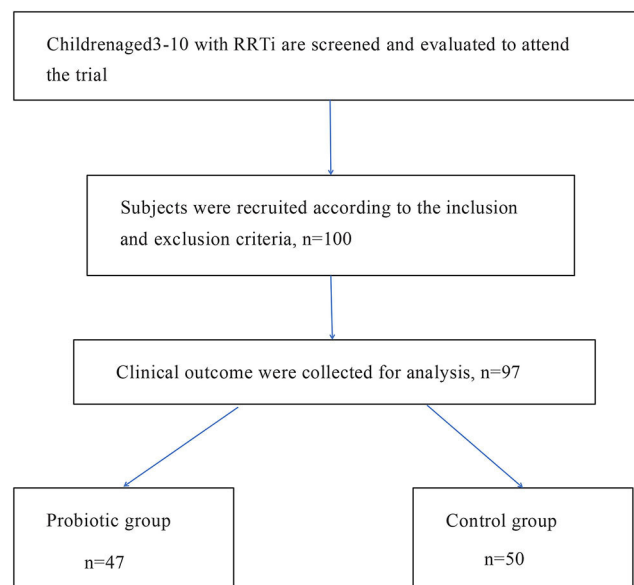 Childrenaged3-10 with RRTi are screened and evaluated to attend
the trial
Subjects were recruited according to the inclusion
and exclusion criteria, n=100
Clinical outcome were collected for analysis, n=97
Probiotic group
n=47
Control group
n=50